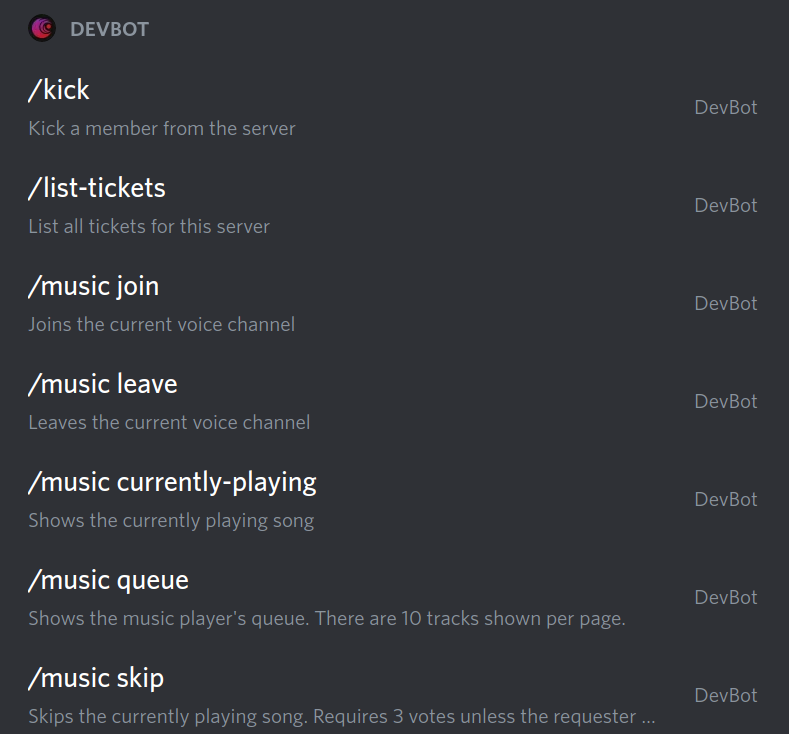 DEVBOT
/kick
Kick a member from the server
DevBot
/list-tickets
List all tickets for this server
DevBot
/music join
Joins the current voice channel
DevBot
/music leave
Leaves the current voice channel
DevBot
/music currently-playing
Shows the currently playing song
DevBot
/music queue
Shows the music player's queue. There are 10 tracks shown per page.
DevBot
/music skip
Skips the currently playing song. Requires 3 votes unless the requester ...
DevBot